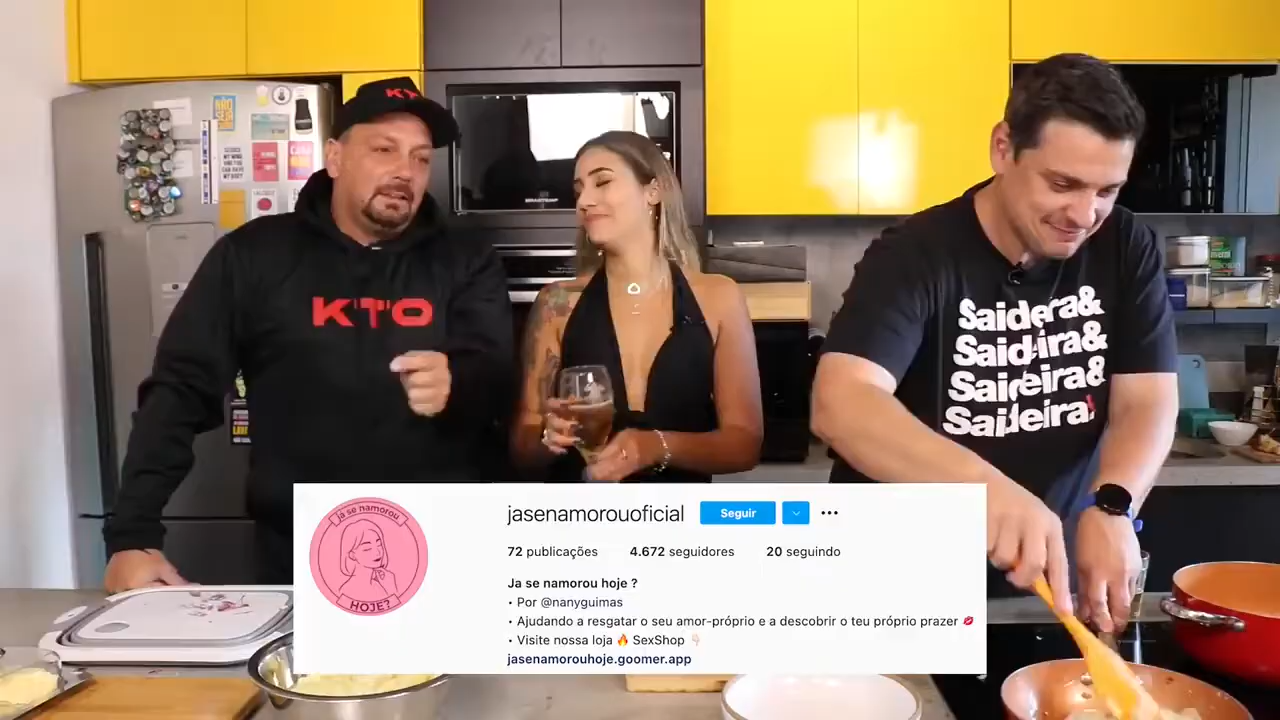 KT
KTO
Saidera&
Saideira&
Saideira&
Saideira!
ja se namorou
HOJE?
jasenamorouoficial
Seguir
72 publicações 4.672 seguidores 20 seguindo
Ja se namorou hoje ?
• Por @nanyguimas
• Ajudando a resgatar o seu amor-próprio e a descobrir o teu próprio prazer 💋
• Visite nossa loja 🔥 SexShop 👇🏻
jasenamorouhoje.goomer.app